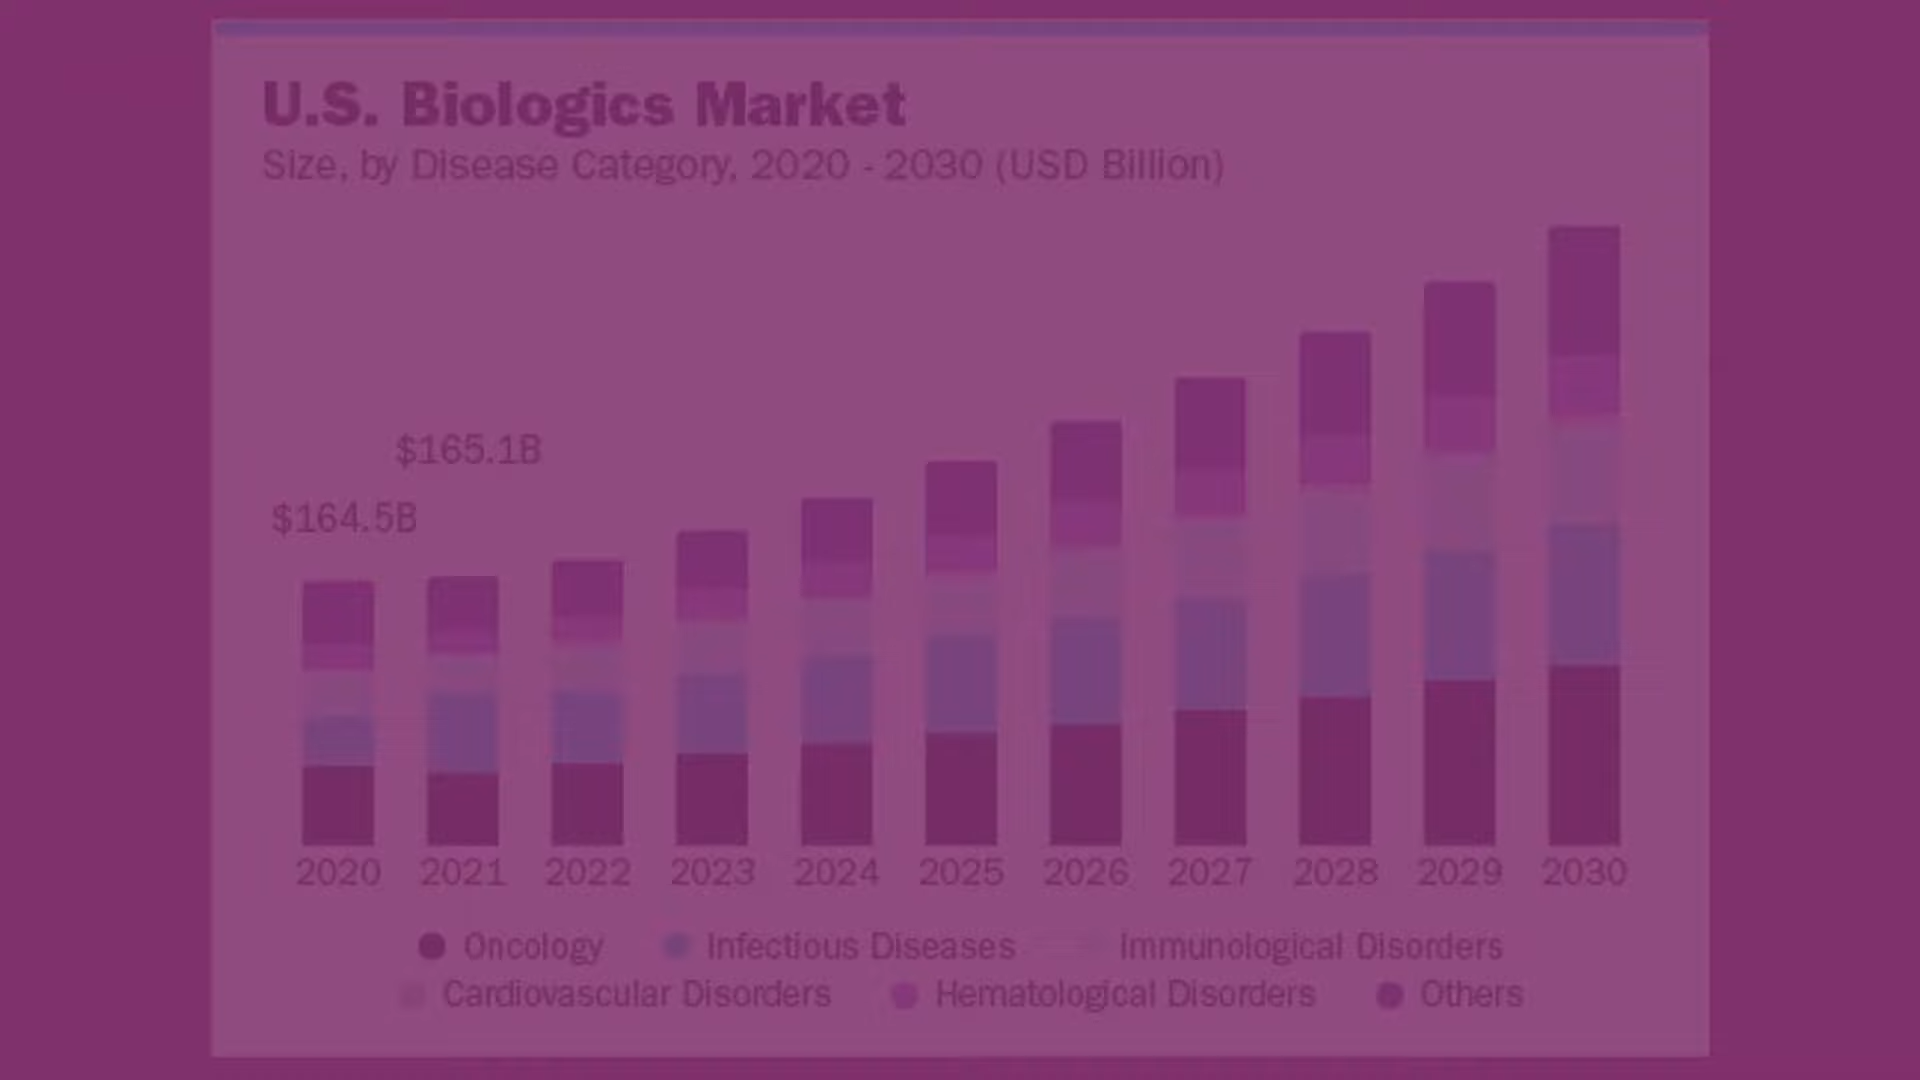 U.S. Biologics Market
Size, by Disease Category, 2020 - 2030 (USD Billion)
$165.1B
$164.5B
2020 2021 2022 2023 2024 2025 2026 2027 2028 2029 2030
Oncology Infectious Diseases Immunological Disorders
Cardiovascular Disorders Hematological Disorders Others